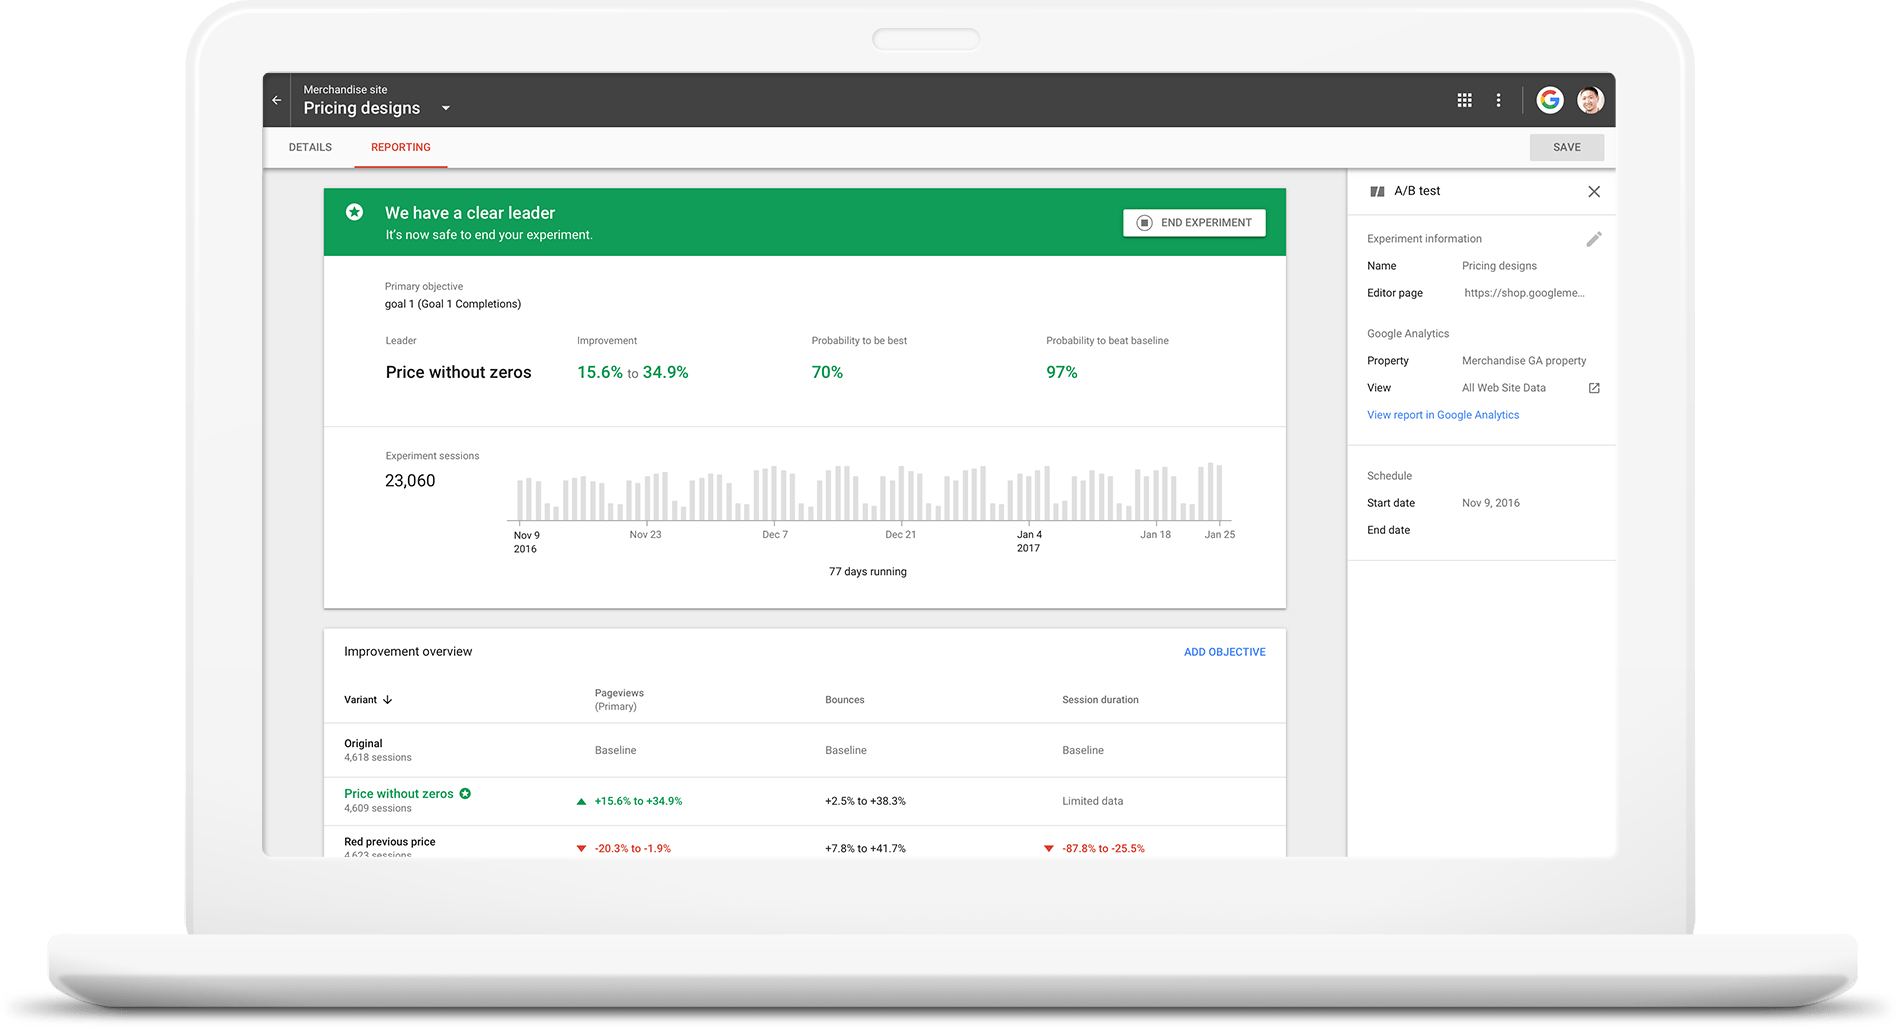 Merchandise site
Pricing designs
DETAILS
REPORTING
SAVE
We have a clear leader
It's now safe to end your experiment.
END EXPERIMENT
Primary objective
goal 1 (Goal 1 Completions)
Leader
Improvement
Probability to be best
Probability to beat baseline
Price without zeros
15.6% to 34.9%
70%
97%
Experiment sessions
23,060
Nov 9
2016
Nov 23
Dec 7
Dec 21
Jan 4
2017
Jan 18
Jan 25
77 days running
Improvement overview
ADD OBJECTIVE
Variant
Pageviews
(Primary)
Bounces
Session duration
Original
4,618 sessions
Baseline
Baseline
Baseline
Price without zeros
4,609 sessions
+15.6% to +34.9%
+2.5% to +38.3%
Limited data
Red previous price
4,623 sessions
-20.3% to -1.9%
+7.8% to +41.7%
-87.8% to -25.5%
A/B test
Experiment information
Name
Pricing designs
Editor page
https://shop.googleme...
Google Analytics
Property
Merchandise GA property
View
All Web Site Data
View report in Google Analytics
Schedule
Start date
Nov 9, 2016
End date